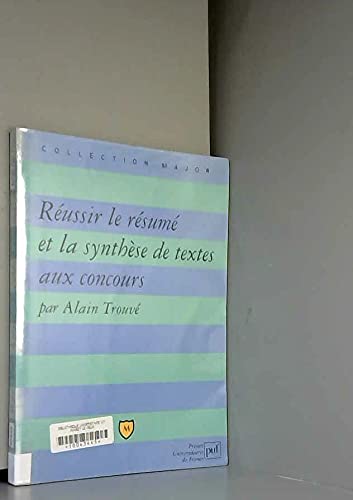 COLLECTION MAJOR
Réussir le résumé
et la synthèse de textes
aux concours
par Alain Trouvé
M
Presses
Universitaires
de France
puf